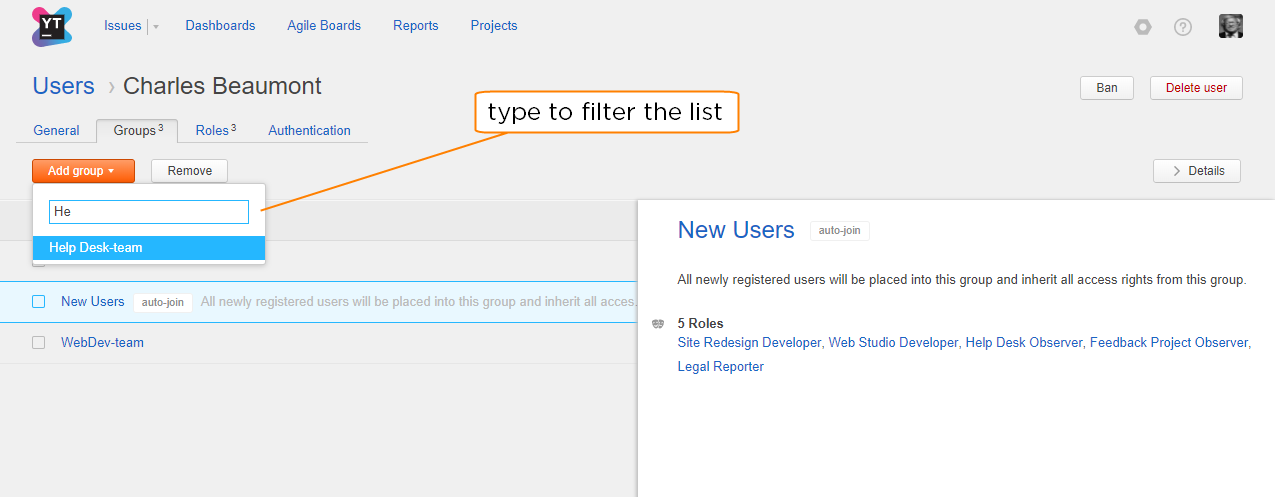 YT
Issues
Dashboards
Agile Boards
Reports
Projects
Users › Charles Beaumont
Ban
Delete user
type to filter the list
General
Groups 3
Roles 3
Authentication
Add group
Remove
Details
He
Help Desk-team
New Users auto-join All newly registered users will be placed into this group and inherit all acces.
WebDev-team
New Users auto-join
All newly registered users will be placed into this group and inherit all access rights from this group.
5 Roles
Site Redesign Developer, Web Studio Developer, Help Desk Observer, Feedback Project Observer,
Legal Reporter